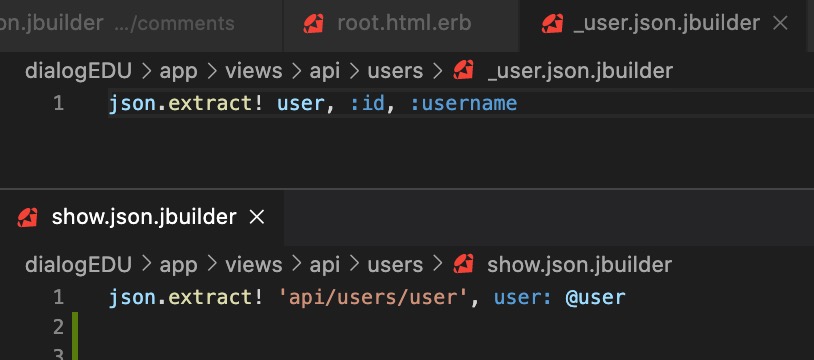 on.jbuilder .../comments root.html.erb _user.json.jbuilder ×
dialogEDU > app > views > api > users > _user.json.jbuilder
1 json.extract! user, :id, :username
show.json.jbuilder ×
dialogEDU > app > views > api > users > show.json.jbuilder
1 json.extract! 'api/users/user', user: @user
2
3